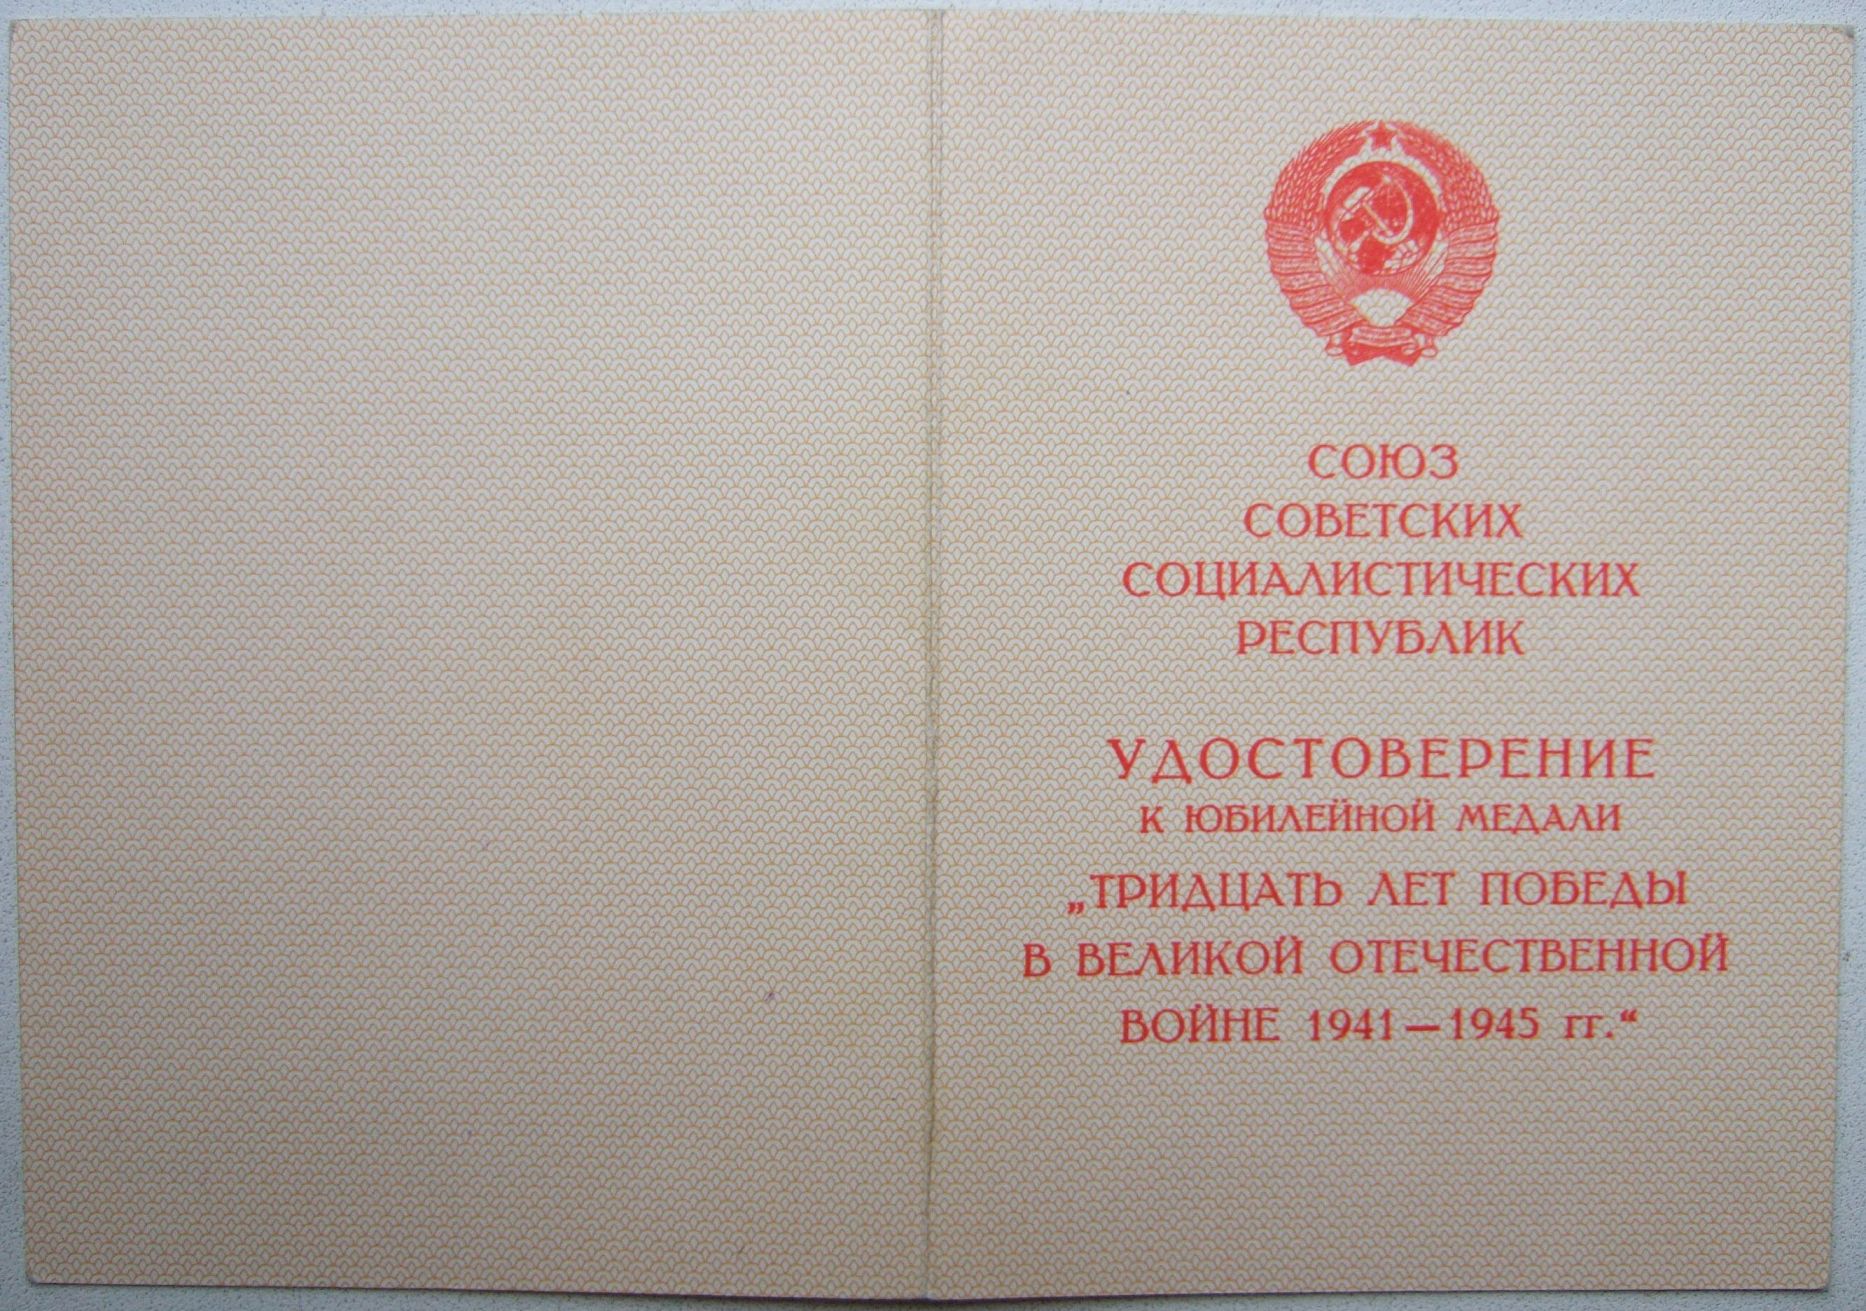 СОЮЗ
СОВЕТСКИХ
СОЦИАЛИСТИЧЕСКИХ
РЕСПУБЛИК
УДОСТОВЕРЕНИЕ
К ЮБИЛЕЙНОЙ МЕДАЛИ
„ТРИДЦАТЬ ЛЕТ ПОБЕДЫ
В ВЕЛИКОЙ ОТЕЧЕСТВЕННОЙ
ВОЙНЕ 1941—1945 гг.“